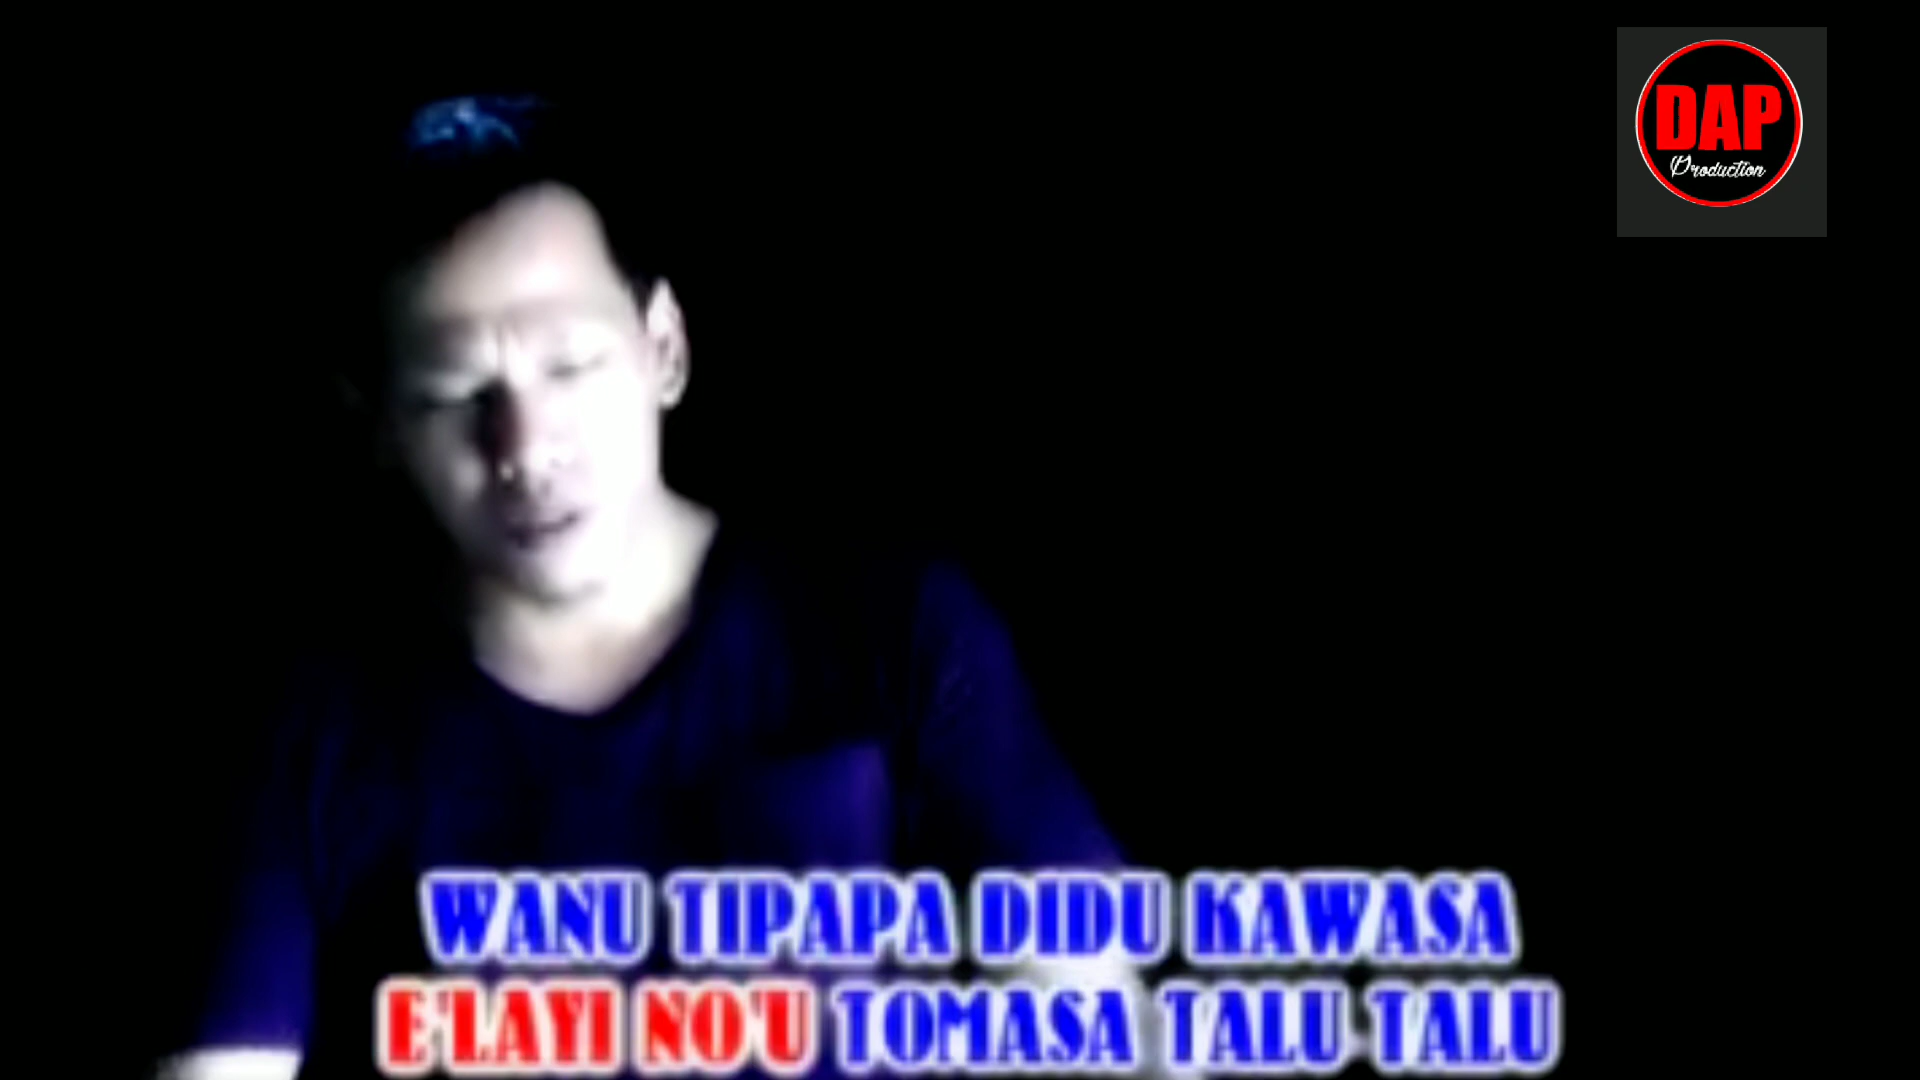 DAP
Production
WANU TIPAPA DIDU KAWASA
E'LAYI NO'U TOMASA TALU TALU